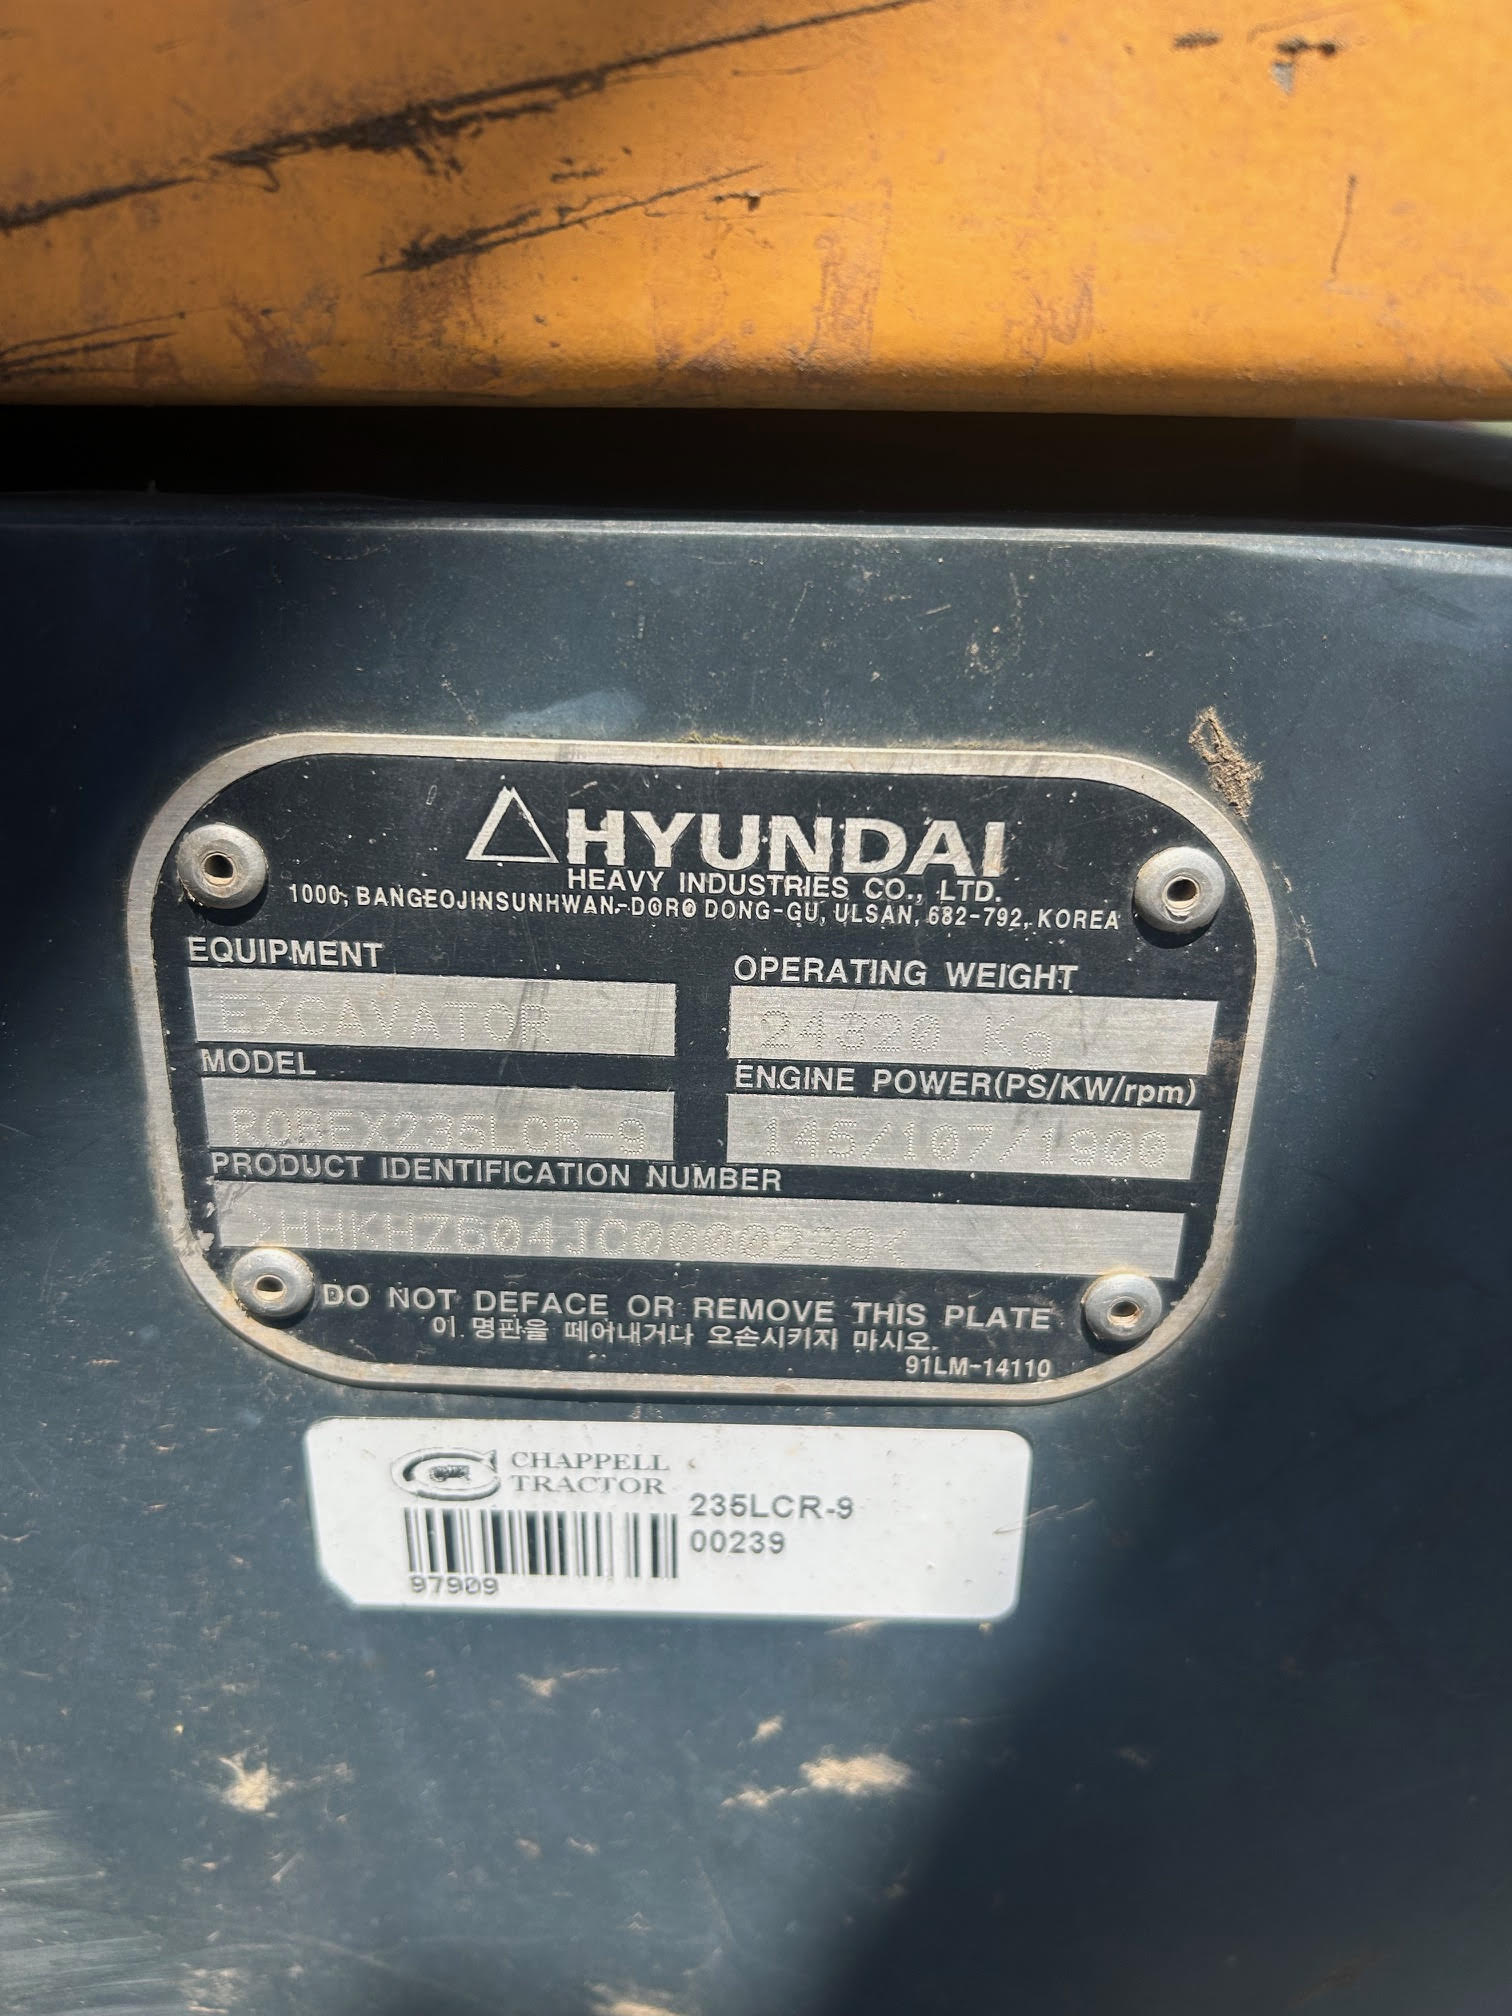 HYUNDAI
HEAVY INDUSTRIES CO., LTD.
1000, BANGEOJINSUNHWAN-DORO DONG-GU, ULSAN, 682-792, KOREA
EQUIPMENT
EXCAVATOR
OPERATING WEIGHT
24320 Kg
MODEL
ROBEX235LCR-9
ENGINE POWER(PS/KW/rpm)
145/107/1900
PRODUCT IDENTIFICATION NUMBER
>HHKHZ604JC0000239<
DO NOT DEFACE OR REMOVE THIS PLATE
이 명판을 떼어내거나 오손시키지 마시오.
91LM-14110
CHAPPELL
TRACTOR
235LCR-9
00239
97909